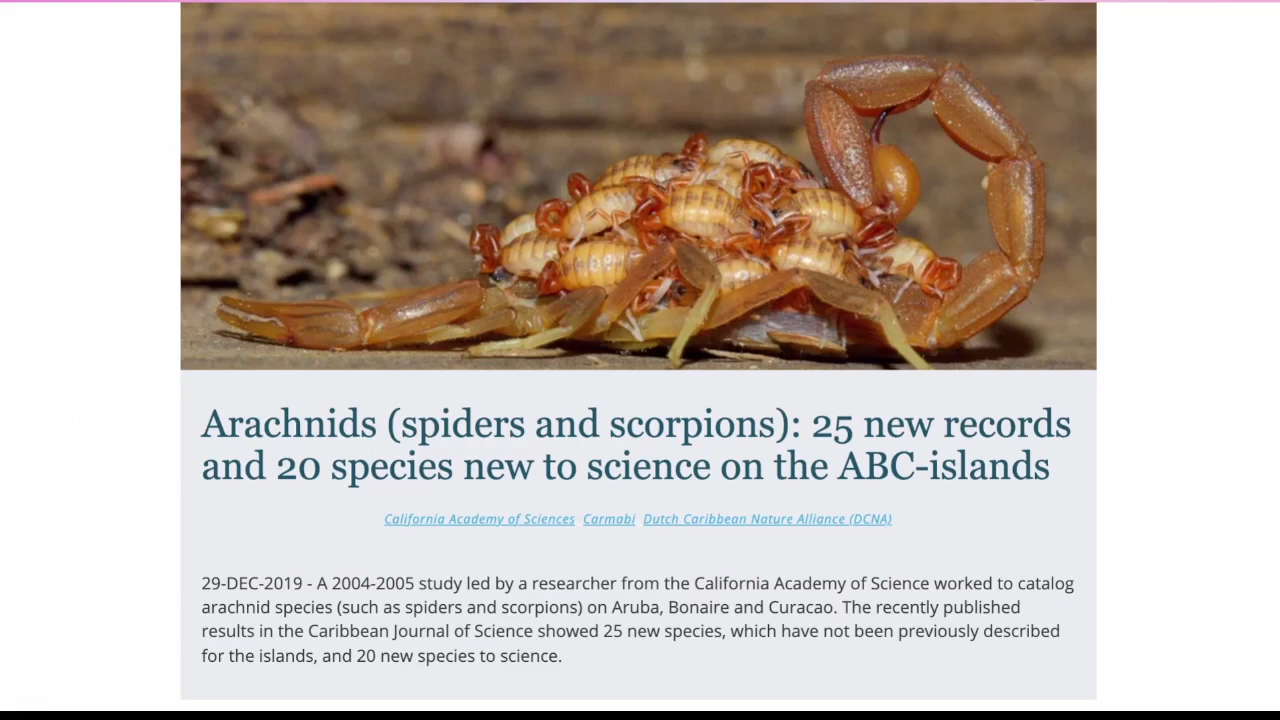 Arachnids (spiders and scorpions): 25 new records
and 20 species new to science on the ABC-islands
California Academy of Sciences Carmabi Dutch Caribbean Nature Alliance (DCNA)
29-DEC-2019 - A 2004-2005 study led by a researcher from the California Academy of Science worked to catalog
arachnid species (such as spiders and scorpions) on Aruba, Bonaire and Curacao. The recently published
results in the Caribbean Journal of Science showed 25 new species, which have not been previously described
for the islands, and 20 new species to science.